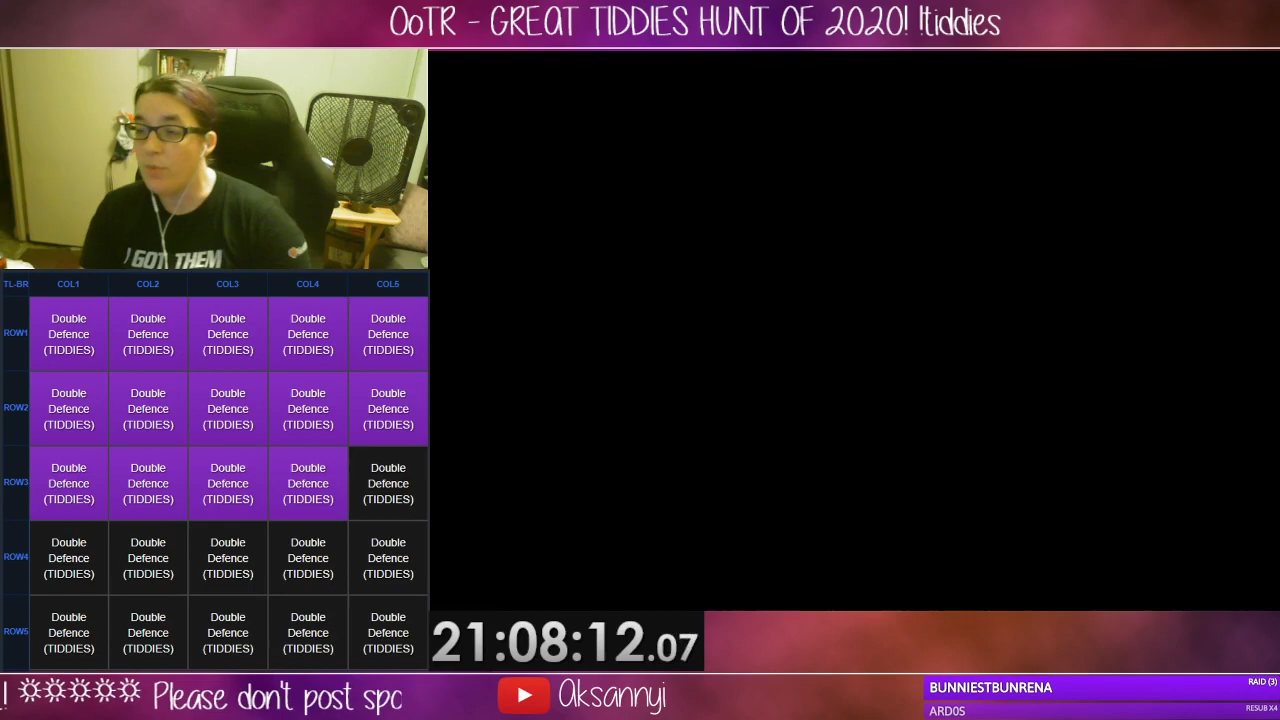 OoTR - GREAT TIDDIES HUNT OF 2020! !tiddies
I GOT THEM
TL-BR COL1 COL2 COL3 COL4 COL5
ROW1
Double Double Double Double Double
Defence Defence Defence Defence Defence
(TIDDIES) (TIDDIES) (TIDDIES) (TIDDIES) (TIDDIES)
ROW2
Double Double Double Double Double
Defence Defence Defence Defence Defence
(TIDDIES) (TIDDIES) (TIDDIES) (TIDDIES) (TIDDIES)
ROW3
Double Double Double Double Double
Defence Defence Defence Defence Defence
(TIDDIES) (TIDDIES) (TIDDIES) (TIDDIES) (TIDDIES)
ROW4
Double Double Double Double Double
Defence Defence Defence Defence Defence
(TIDDIES) (TIDDIES) (TIDDIES) (TIDDIES) (TIDDIES)
ROW5
Double Double Double Double Double
Defence Defence Defence Defence Defence
(TIDDIES) (TIDDIES) (TIDDIES) (TIDDIES) (TIDDIES)
21:08:12.07
! ☼☼☼☼☼ Please don't post spo
Aksannyi
BUNNIESTBUNRENA RAID (3)
ARD0S RESUB X4